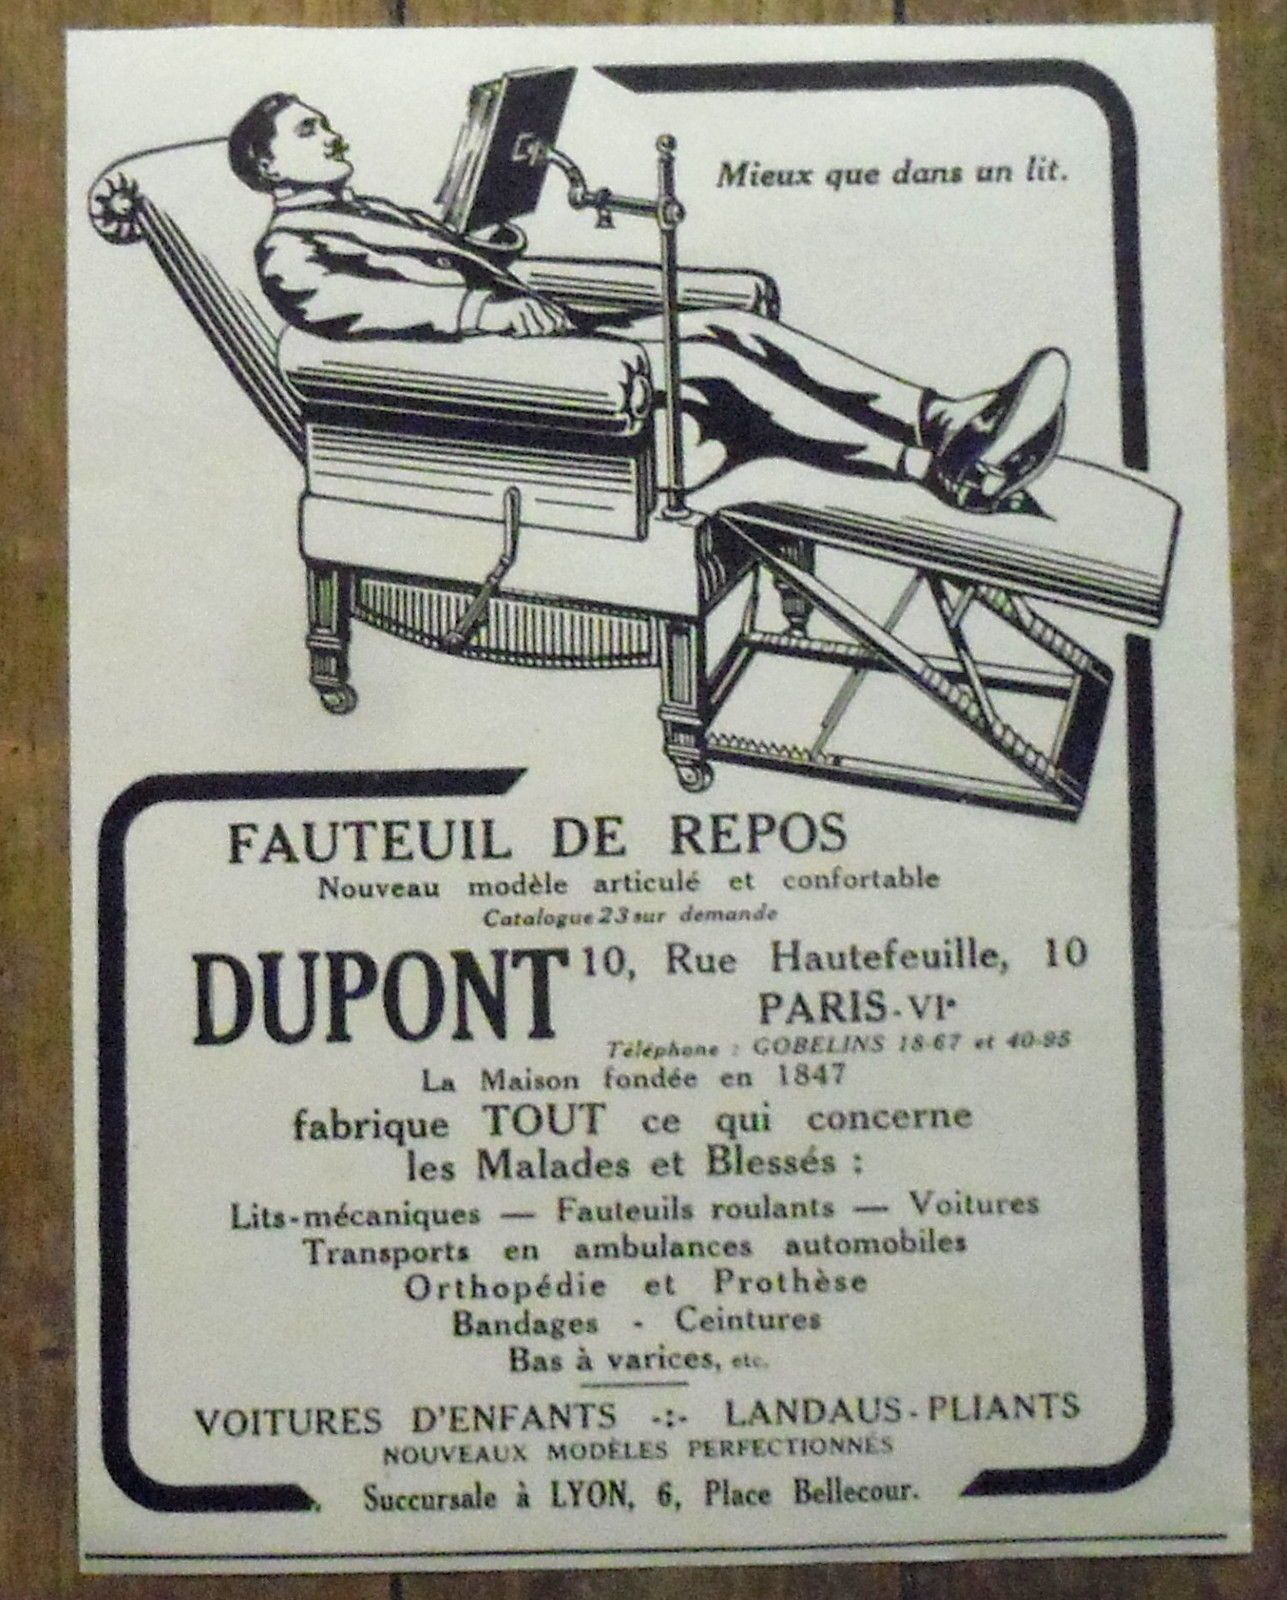 Mieux que dans un lit.
FAUTEUIL DE REPOS
Nouveau modèle articulé et confortable
Catalogue 23 sur demande
DUPONT
10, Rue Hautefeuille, 10
PARIS-VIe
Téléphone : GOBELINS 18-67 et 40-95
La Maison fondée en 1847
fabrique TOUT ce qui concerne
les Malades et Blessés :
Lits-mécaniques — Fauteuils roulants — Voitures
Transports en ambulances automobiles
Orthopédie et Prothèse
Bandages - Ceintures
Bas à varices, etc.
VOITURES D'ENFANTS -:- LANDAUS-PLIANTS
NOUVEAUX MODÈLES PERFECTIONNÉS
Succursale à LYON, 6, Place Bellecour.